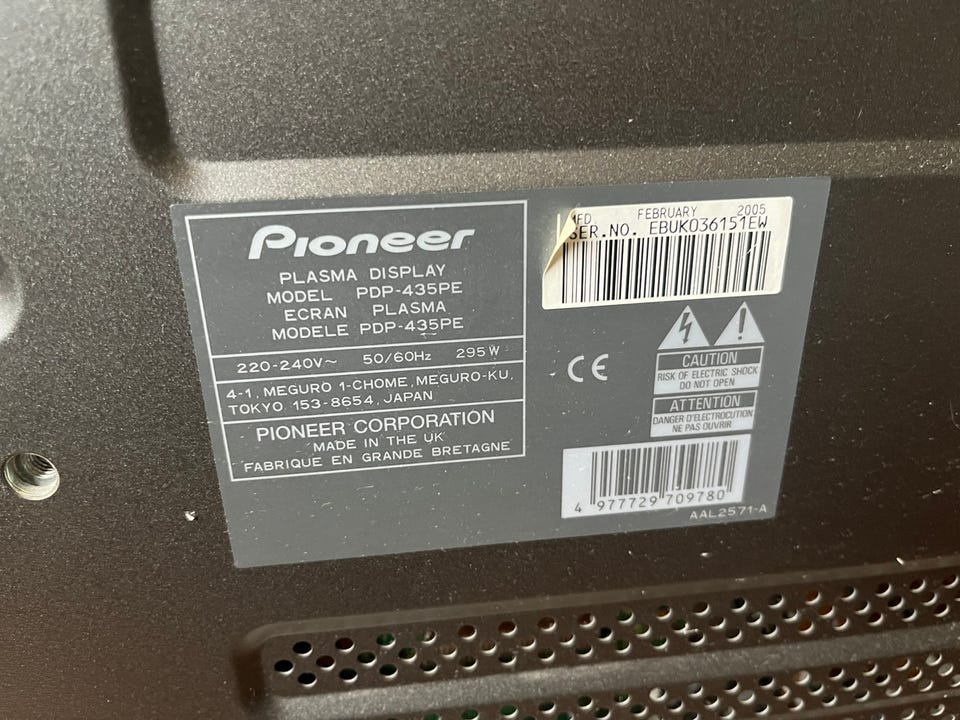 Pioneer
PLASMA DISPLAY
MODEL PDP-435PE
ECRAN PLASMA
MODELE PDP-435PE
220-240V~ 50/60Hz 295W
4-1, MEGURO 1-CHOME, MEGURO-KU,
TOKYO 153-8654, JAPAN
PIONEER CORPORATION
MADE IN THE UK
FABRIQUE EN GRANDE BRETAGNE
MFD FEBRUARY 2005
SER.NO. EBUK036151EW
CE
CAUTION
RISK OF ELECTRIC SHOCK
DO NOT OPEN
ATTENTION
DANGER D'ELECTROCUTION
NE PAS OUVRIR
4 977729 709780
AAL2571-A